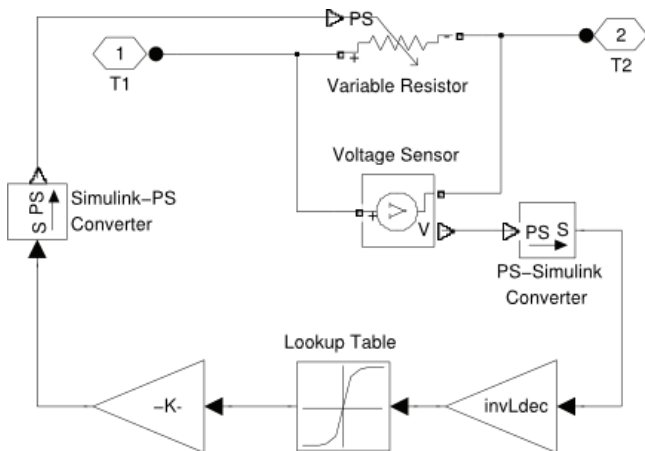 PS
1
T1
+
-
2
T2
Variable Resistor
Voltage Sensor
+
V
V
Simulink-PS
Converter
S PS
PS S
PS-Simulink
Converter
Lookup Table
-K-
invLdec